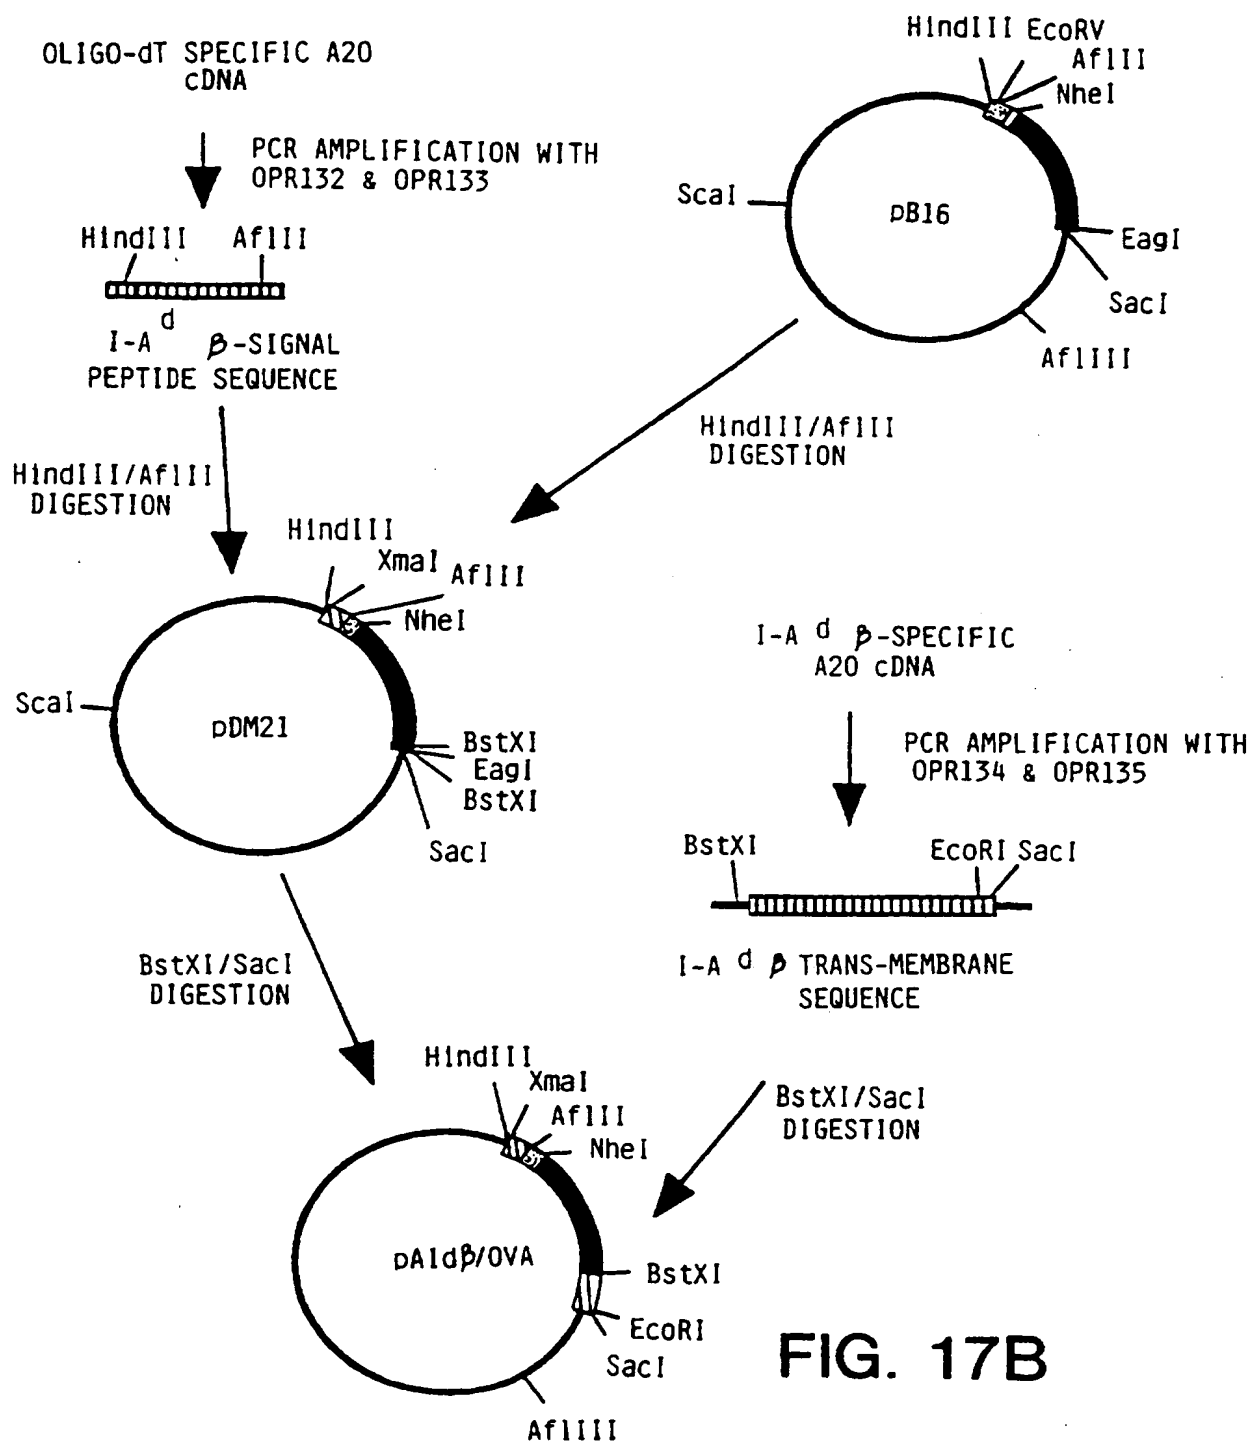 OLIGO-dT SPECIFIC A20
cDNA
PCR AMPLIFICATION WITH
OPR132 & OPR133
HindIII AflII
I-A d β-SIGNAL
PEPTIDE SEQUENCE
HindIII/AflII
DIGESTION
HindIII EcoRV
AflII
NheI
ScaI
pB16
EagI
SacI
AflIII
HindIII/AflII
DIGESTION
HindIII
XmaI
AflII
NheI
ScaI
pDM21
BstXI
EagI
BstXI
SacI
I-A d β-SPECIFIC
A20 cDNA
PCR AMPLIFICATION WITH
OPR134 & OPR135
BstXI
EcoRI SacI
I-A d β TRANS-MEMBRANE
SEQUENCE
BstXI/SacI
DIGESTION
BstXI/SacI
DIGESTION
HindIII
XmaI
AflII
NheI
pA1dβ/OVA
BstXI
EcoRI
SacI
AflIII
FIG. 17B